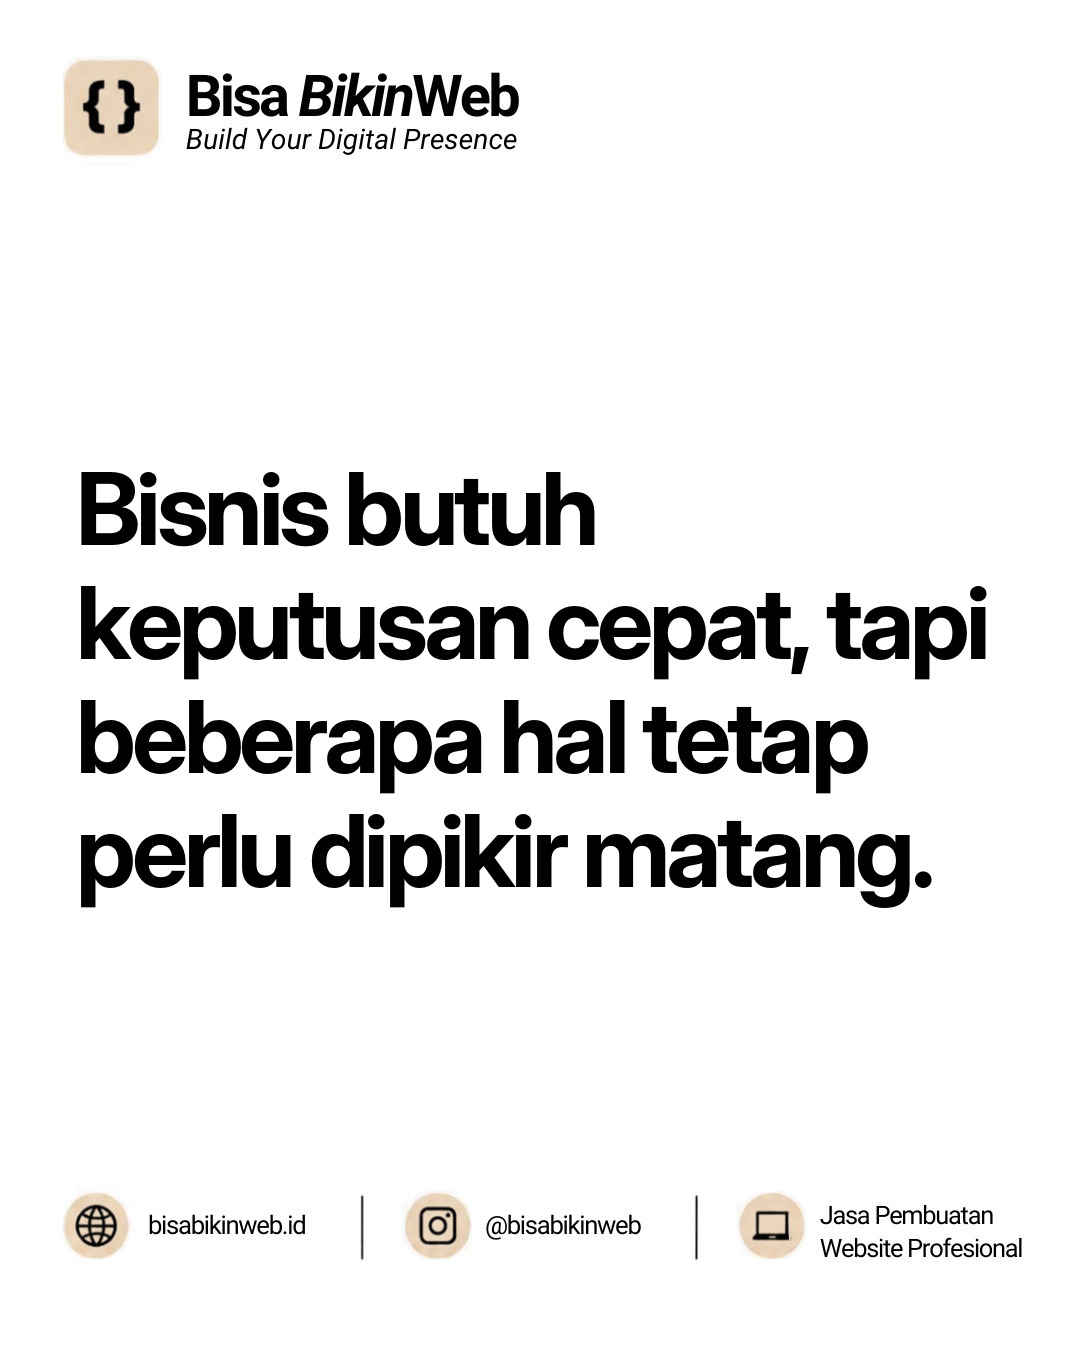 { }
Bisa BikinWeb
Build Your Digital Presence
Bisnis butuh
keputusan cepat, tapi
beberapa hal tetap
perlu dipikir matang.
bisabikinweb.id
@bisabikinweb
Jasa Pembuatan
Website Profesional